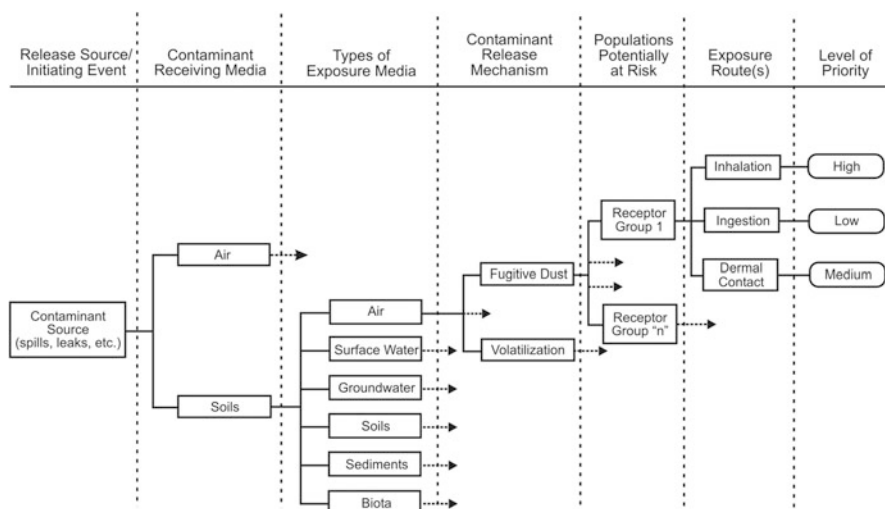 Release Source/
Initiating Event
Contaminant
Receiving Media
Types of
Exposure Media
Contaminant
Release
Mechanism
Populations
Potentially
at Risk
Exposure
Route(s)
Level of
Priority
Contaminant
Source
(spills, leaks, etc.)
Air
Soils
Air
Surface Water
Groundwater
Soils
Sediments
Biota
Fugitive Dust
Volatilization
Receptor
Group 1
Receptor
Group "n"
Inhalation
Ingestion
Dermal
Contact
High
Low
Medium